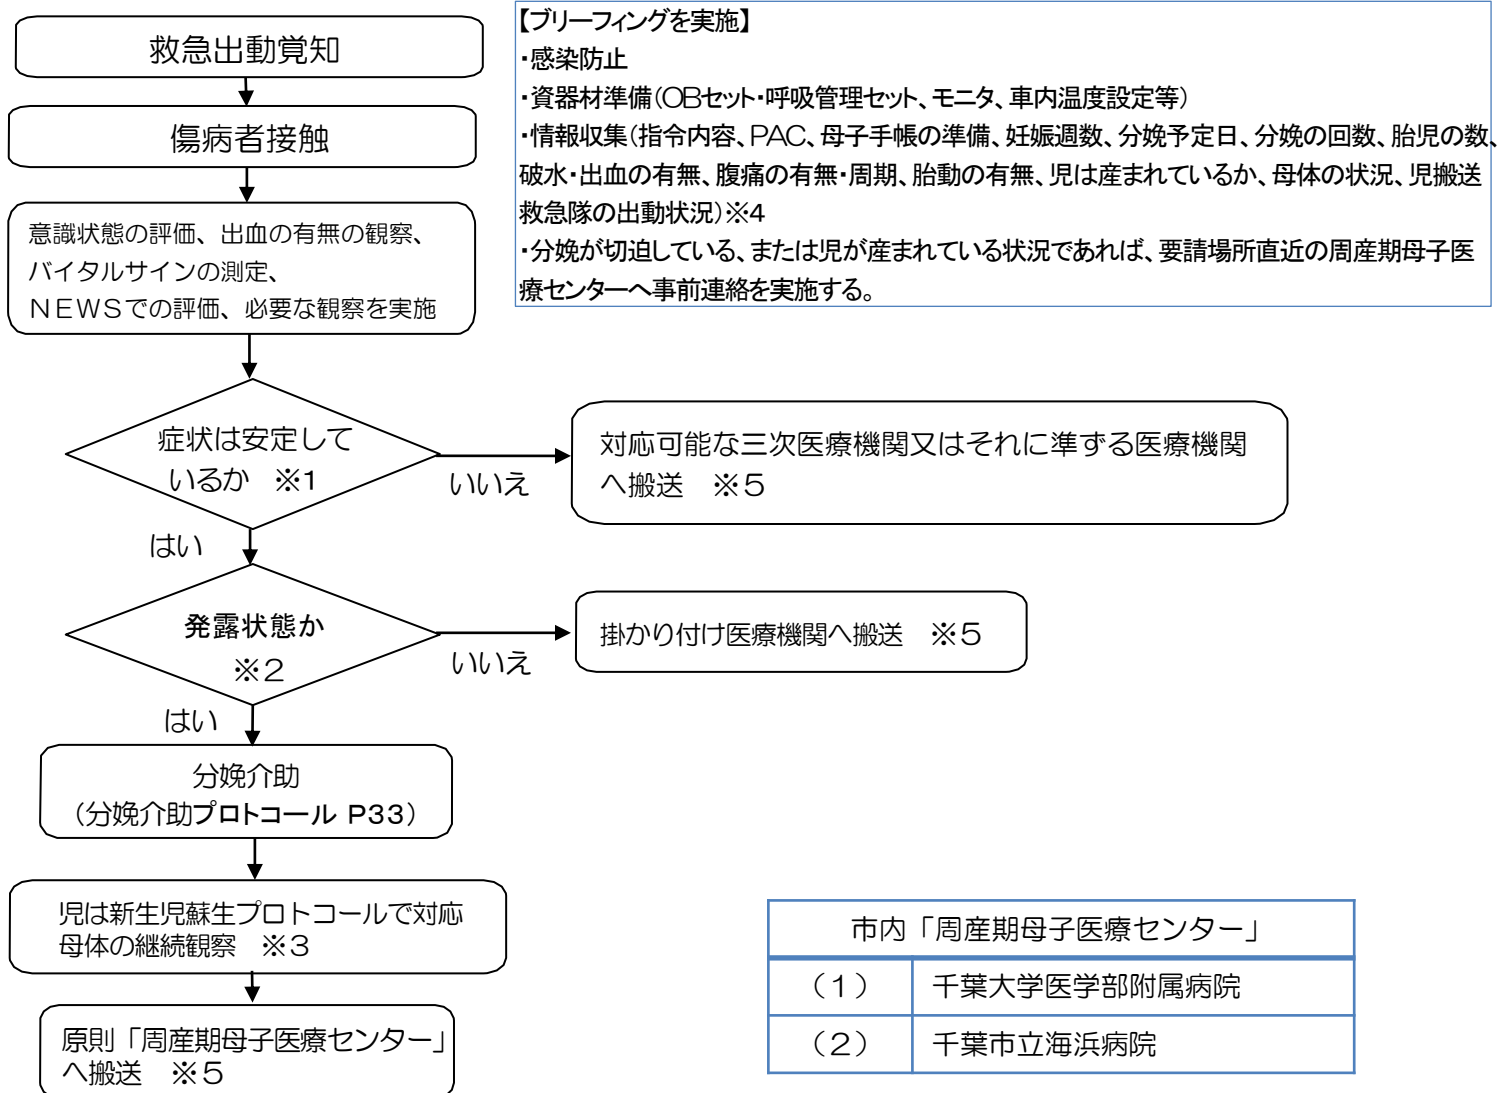 救急出動覚知
傷病者接触
意識状態の評価、出血の有無の観察、
バイタルサインの測定、
ＮＥＷＳでの評価、必要な観察を実施
【ブリーフィングを実施】
・感染防止
・資器材準備（OBセット・呼吸管理セット、モニタ、車内温度設定等）
・情報収集（指令内容、PAC、母子手帳の準備、妊娠週数、分娩予定日、分娩の回数、胎児の数、
破水・出血の有無、腹痛の有無・周期、胎動の有無、児は産まれているか、母体の状況、児搬送
救急隊の出動状況）※4
・分娩が切迫している、または児が産まれている状況であれば、要請場所直近の周産期母子医
療センターへ事前連絡を実施する。
症状は安定して
いるか　※1
いいえ
対応可能な三次医療機関又はそれに準ずる医療機関
へ搬送　※５
はい
発露状態か
※２
いいえ
掛かり付け医療機関へ搬送　※５
はい
分娩介助
（分娩介助プロトコール P33）
児は新生児蘇生プロトコールで対応
母体の継続観察　※３
原則「周産期母子医療センター」
へ搬送　※５
市内「周産期母子医療センター」
（１） 千葉大学医学部附属病院
（２） 千葉市立海浜病院